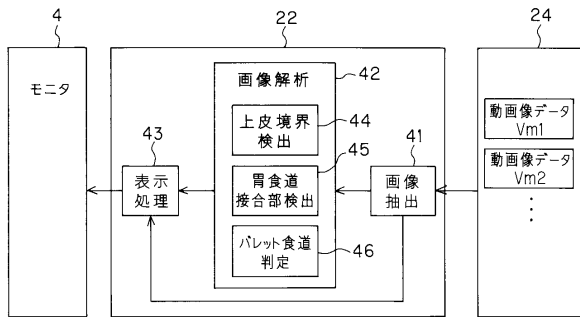 4
22
24
モニタ
画像解析
42
上皮境界
検出
44
45
胃食道
接合部検出
バレット食道
判定
46
43
表示
処理
41
画像
抽出
動画像データ
Vm1
動画像データ
Vm2